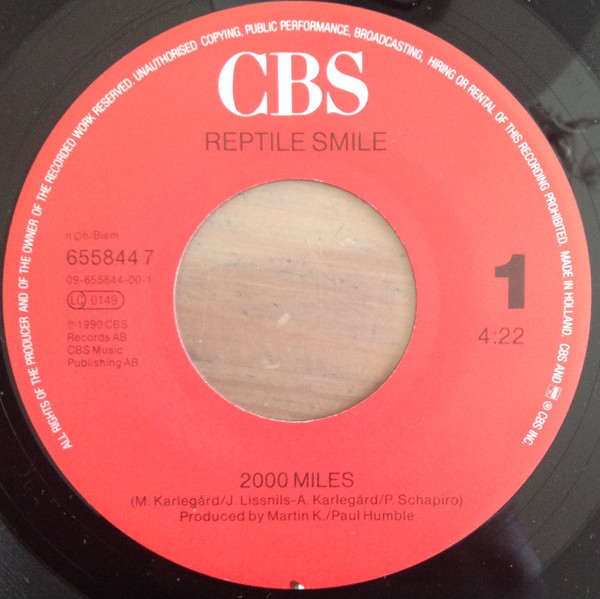 ALL RIGHTS OF THE PRODUCER AND OF THE OWNER OF THE RECORDED WORK RESERVED. UNAUTHORISED COPYING, PUBLIC PERFORMANCE, BROADCASTING, HIRING OR RENTAL OF THIS RECORDING PROHIBITED. MADE IN HOLLAND. CBS AND ® CBS INC.
CBS
REPTILE SMILE
ncb/Biem
655844 7
09-655844-00-1
LC 0149
℗ 1990 CBS
Records AB
CBS Music
Publishing AB
1
4:22
2000 MILES
(M. Karlegård/J. Lissnils-A. Karlegård/P. Schapiro)
Produced by Martin K./Paul Humble